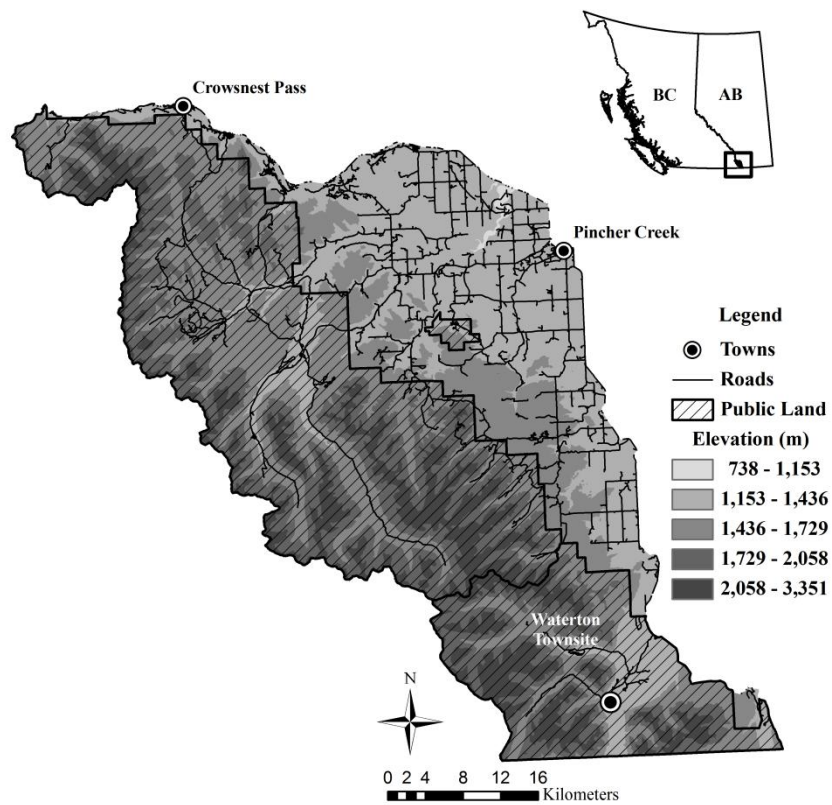 Crowsnest Pass
BC
AB
Pincher Creek
Legend
Towns
Roads
Public Land
Elevation (m)
738 - 1,153
1,153 - 1,436
1,436 - 1,729
1,729 - 2,058
2,058 - 3,351
Waterton
Townsite
N
0 2 4 8 12 16
Kilometers